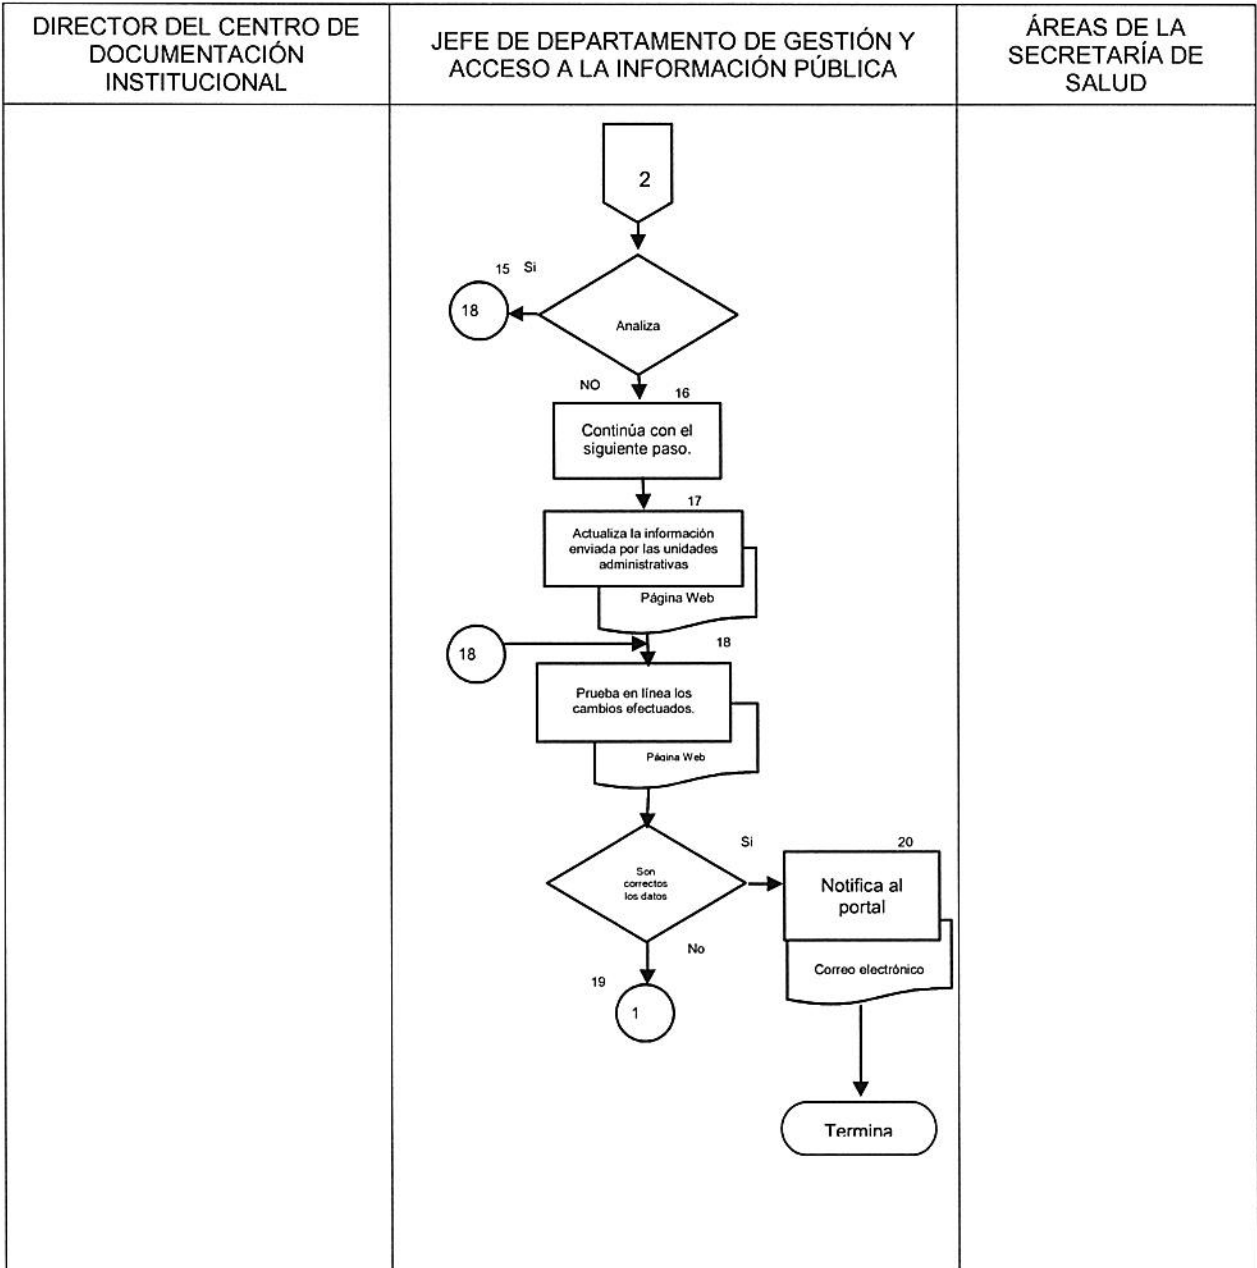 DIRECTOR DEL CENTRO DE
DOCUMENTACIÓN
INSTITUCIONAL
JEFE DE DEPARTAMENTO DE GESTIÓN Y
ACCESO A LA INFORMACIÓN PÚBLICA
ÁREAS DE LA
SECRETARÍA DE
SALUD
2
15 Si
18
Analiza
NO
16
Continúa con el
siguiente paso.
17
Actualiza la información
enviada por las unidades
administrativas
Página Web
18
18
Prueba en línea los
cambios efectuados.
Página Web
Si
20
Son
correctos
los datos
Notifica al
portal
No
Correo electrónico
19
1
Termina